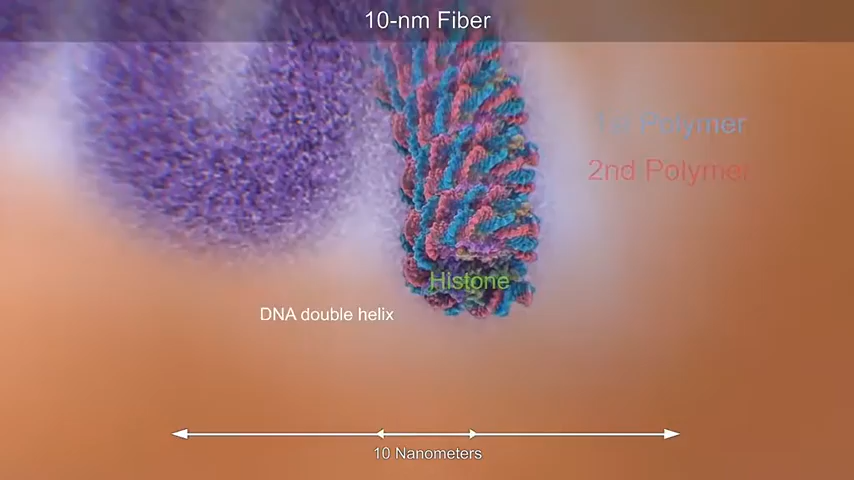 10-nm Fiber
1st Polymer
2nd Polymer
Histone
DNA double helix
10 Nanometers